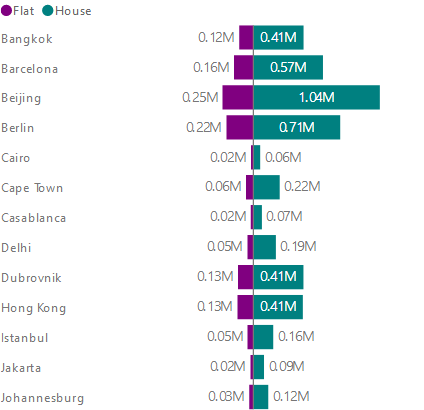 Flat House
Bangkok 0.12M 0.41M
Barcelona 0.16M 0.57M
Beijing 0.25M 1.04M
Berlin 0.22M 0.71M
Cairo 0.02M 0.06M
Cape Town 0.06M 0.22M
Casablanca 0.02M 0.07M
Delhi 0.05M 0.19M
Dubrovnik 0.13M 0.41M
Hong Kong 0.13M 0.41M
Istanbul 0.05M 0.16M
Jakarta 0.02M 0.09M
Johannesburg 0.03M 0.12M